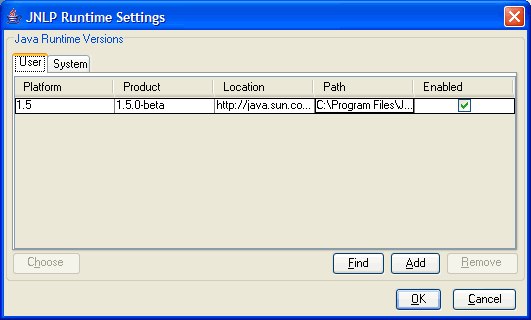 JNLP Runtime Settings
Java Runtime Versions
User System
Platform Product Location Path Enabled
1.5 1.5.0-beta http://java.sun.co... C:\Program Files\J...
Choose Find Add Remove
OK Cancel